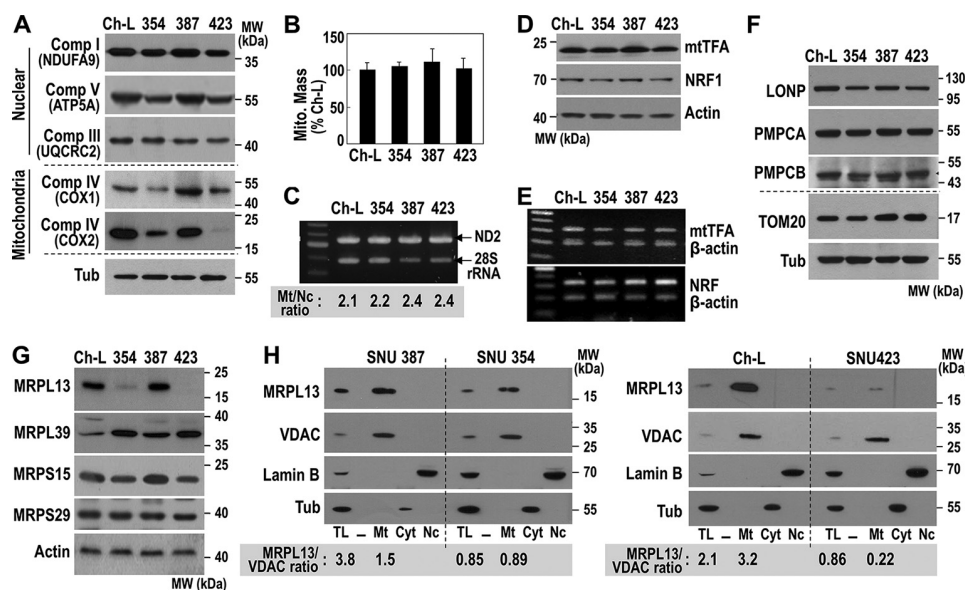 A
Ch-L 354 387 423
MW
(kDa)
Nuclear
Comp I
(NDUFA9)
35
Comp V
(ATP5A)
55
Comp III
(UQCRC2)
40
Mitochondria
Comp IV
(COX1)
55
40
35
Comp IV
(COX2)
25
20
15
Tub
55
B
Mito. Mass
(% Ch-L)
150
100
50
0
Ch-L 354 387 423
C
Ch-L 354 387 423
ND2
28S
rRNA
Mt/Nc
ratio : 2.1 2.2 2.4 2.4
D
Ch-L 354 387 423
25
mtTFA
70
NRF1
40
Actin
MW (kDa)
E
Ch-L 354 387 423
mtTFA
β-actin
NRF
β-actin
F
Ch-L 354 387 423
LONP
130
95
PMPCA
55
PMPCB
55
43
TOM20
17
Tub
55
MW (kDa)
G
Ch-L 354 387 423
MRPL13
25
15
MRPL39
40
35
MRPS15
25
MRPS29
40
Actin
40
MW (kDa)
H
SNU 387 SNU 354
MW
(kDa)
MRPL13
15
VDAC
35
25
Lamin B
70
Tub
55
TL – Mt Cyt Nc TL – Mt Cyt Nc
MRPL13/
VDAC ratio : 3.8 1.5 0.85 0.89
Ch-L SNU423
MW
(kDa)
MRPL13
20
15
VDAC
35
25
Lamin B
70
Tub
55
TL – Mt Cyt Nc TL – Mt Cyt Nc
MRPL13/
VDAC ratio : 2.1 3.2 0.86 0.22